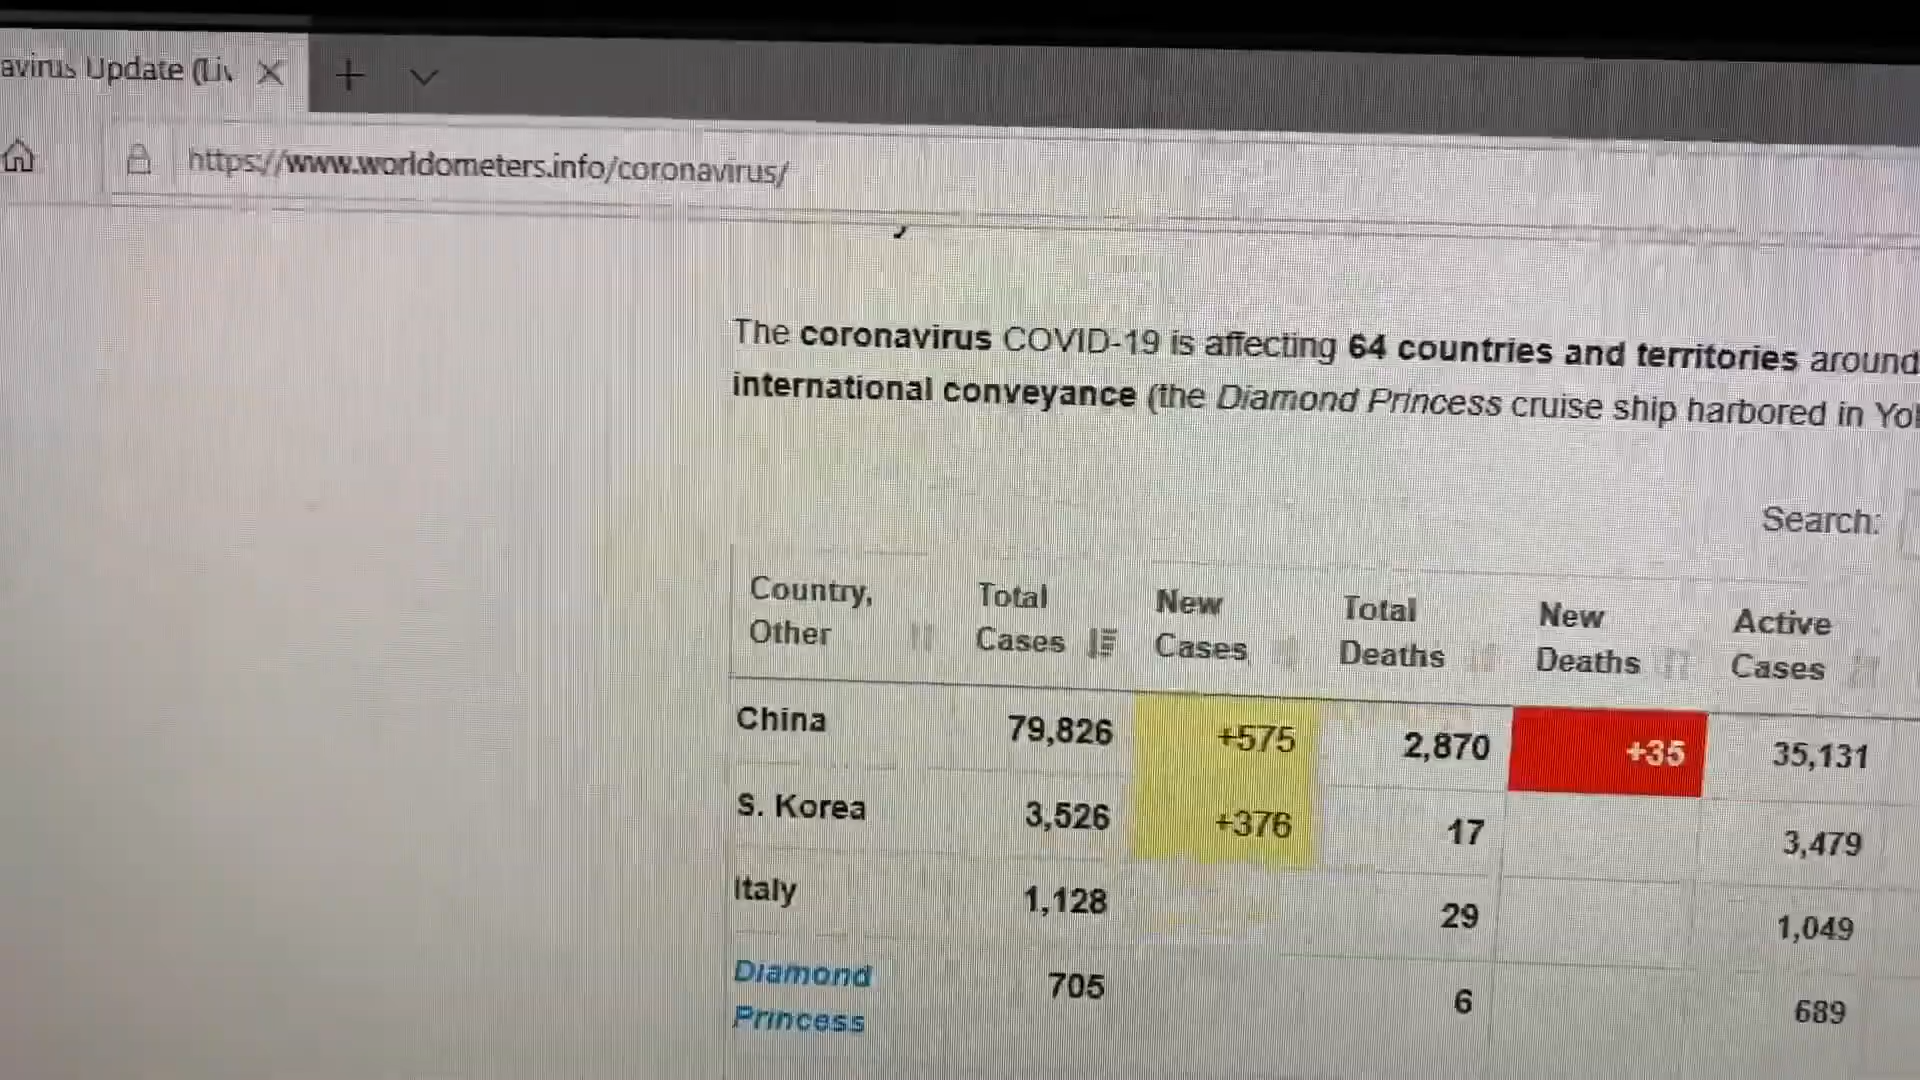 avirus Update (Liv
https://www.worldometers.info/coronavirus/
The coronavirus COVID-19 is affecting 64 countries and territories around
international conveyance (the Diamond Princess cruise ship harbored in Yok
Search:
Country, Other Total Cases New Cases Total Deaths New Deaths Active Cases
China 79,826 +575 2,870 +35 35,131
S. Korea 3,526 +376 17 3,479
Italy 1,128 29 1,049
Diamond Princess 705 6 689